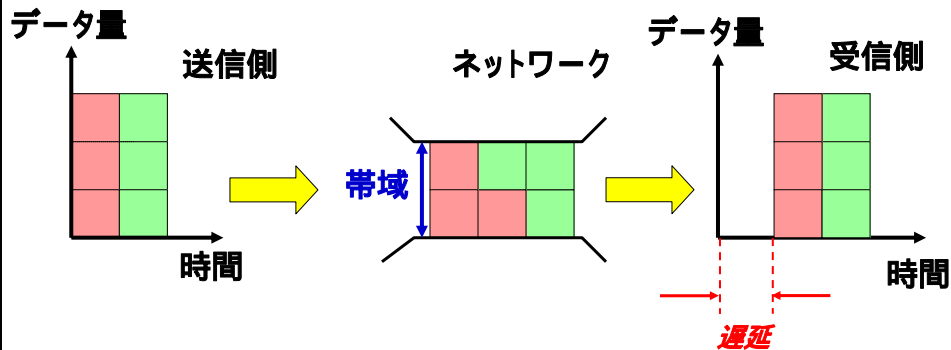 データ量
送信側
時間
ネットワーク
帯域
データ量
受信側
時間
遅延